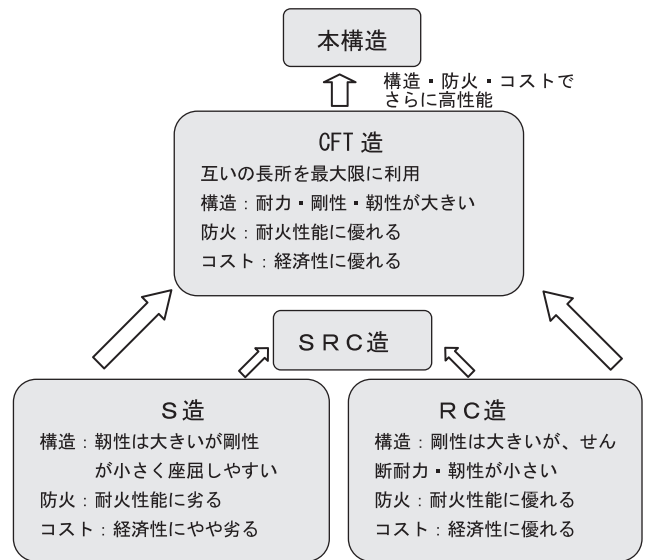 本構造
構造・防火・コストで
さらに高性能
CFT 造
互いの長所を最大限に利用
構造：耐力・剛性・靭性が大きい
防火：耐火性能に優れる
コスト：経済性に優れる
ＳＲＣ造
Ｓ造
構造：靭性は大きいが剛性
が小さく座屈しやすい
防火：耐火性能に劣る
コスト：経済性にやや劣る
ＲＣ造
構造：剛性は大きいが、せん
断耐力・靭性が小さい
防火：耐火性能に優れる
コスト：経済性に優れる